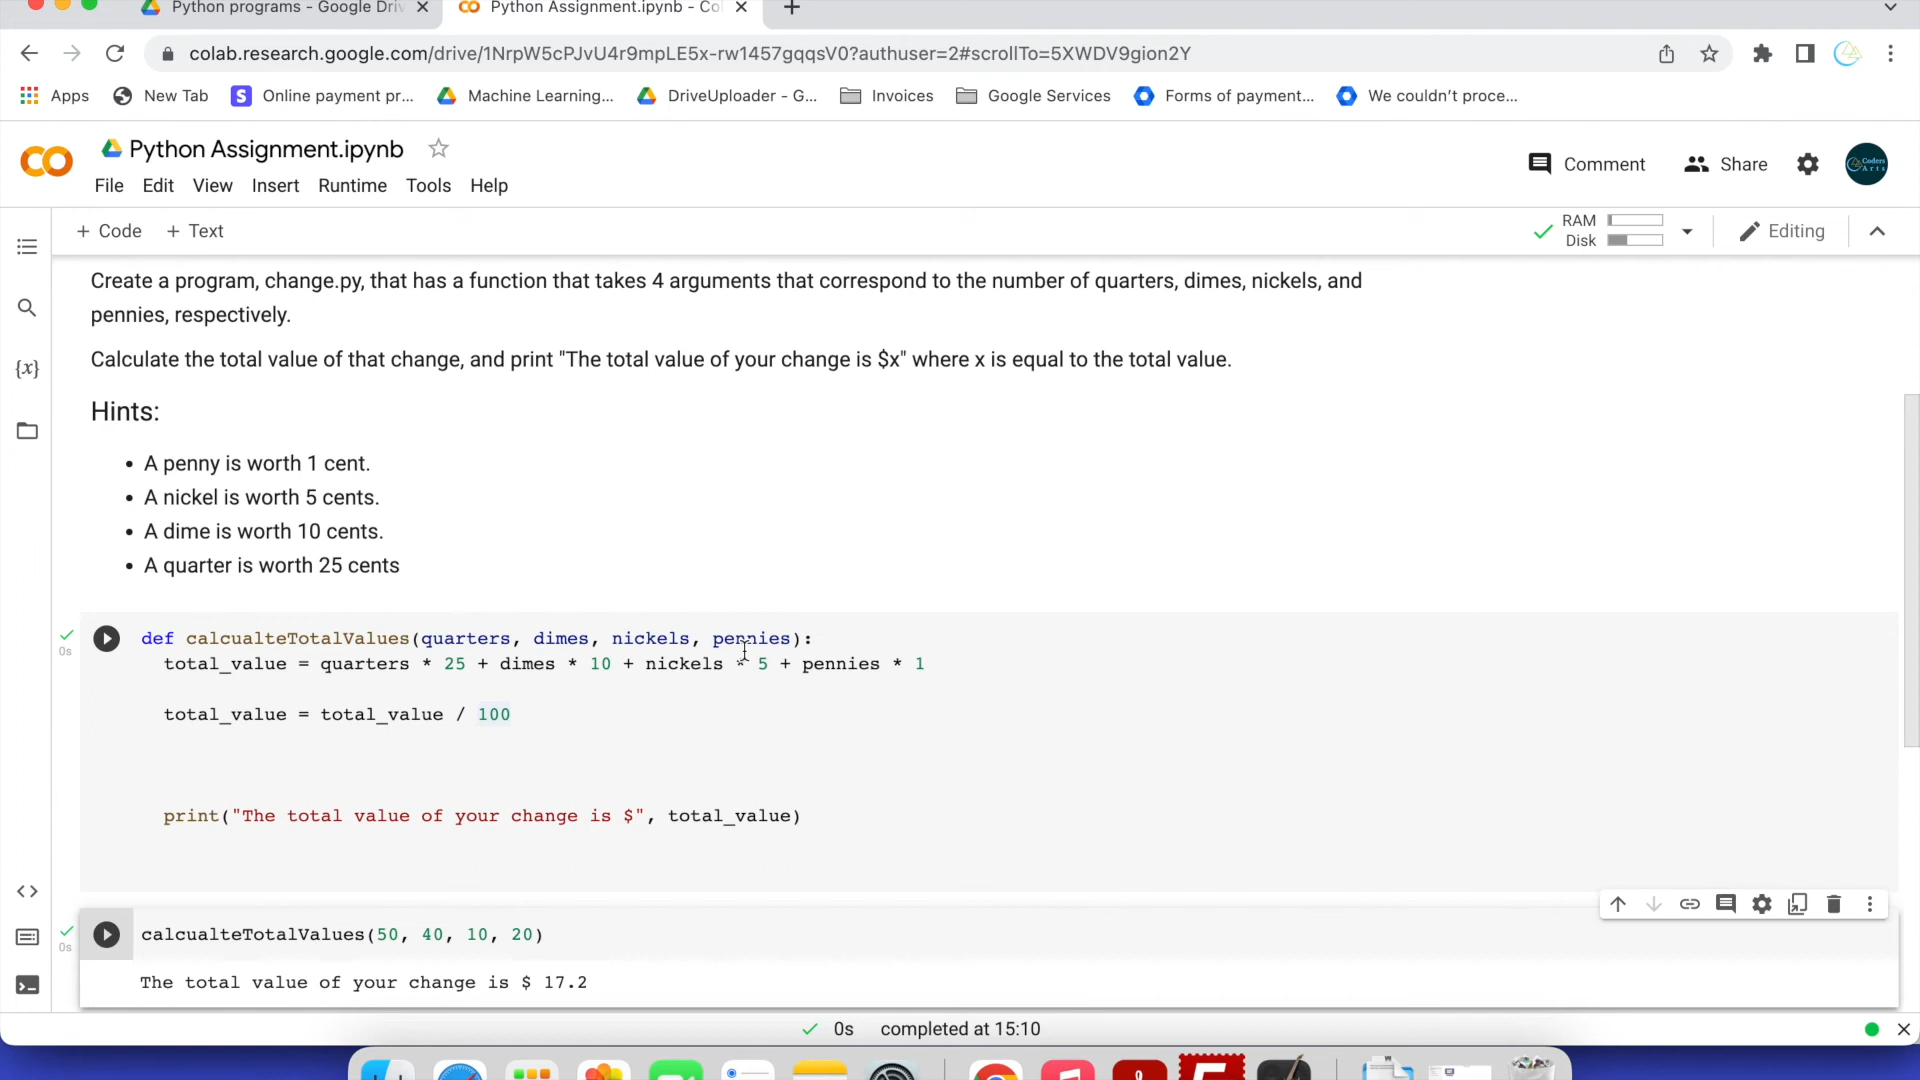 Python programs - Google Driv
Python Assignment.ipynb - Co
colab.research.google.com/drive/1NrpW5cPJvU4r9mpLE5x-rw1457gqqsV0?authuser=2#scrollTo=5XWDV9gion2Y
Apps New Tab S Online payment pr... Machine Learning... DriveUploader - G... Invoices Google Services Forms of payment... We couldn't proce...
Python Assignment.ipynb
Comment Share
Coders Arts
File Edit View Insert Runtime Tools Help
+ Code + Text
RAM
Disk
Editing
Create a program, change.py, that has a function that takes 4 arguments that correspond to the number of quarters, dimes, nickels, and
pennies, respectively.
Calculate the total value of that change, and print "The total value of your change is $x" where x is equal to the total value.
{x}
Hints:
• A penny is worth 1 cent.
• A nickel is worth 5 cents.
• A dime is worth 10 cents.
• A quarter is worth 25 cents
0s
def calcualteTotalValues(quarters, dimes, nickels, pennies):
total_value = quarters * 25 + dimes * 10 + nickels * 5 + pennies * 1
total_value = total_value / 100
print("The total value of your change is $", total_value)
0s
calcualteTotalValues(50, 40, 10, 20)
The total value of your change is $ 17.2
0s completed at 15:10